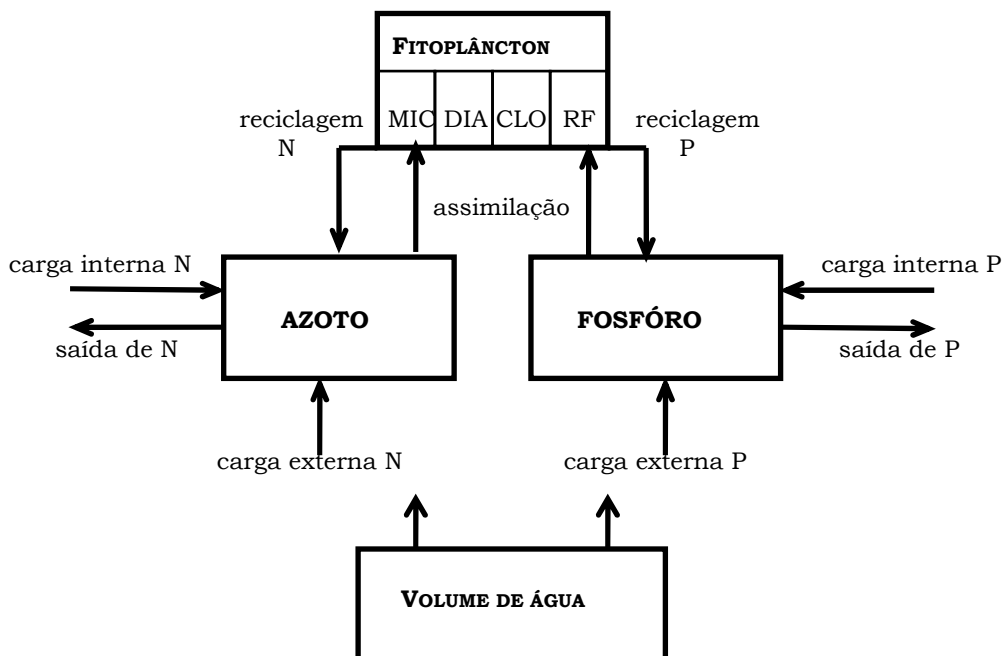 FITOPLÂNCTON
reciclagem N
MIC DIA CLO RF
reciclagem P
assimilação
carga interna N
carga interna P
AZOTO
FOSFÓRO
saída de N
saída de P
carga externa N
carga externa P
VOLUME DE ÁGUA